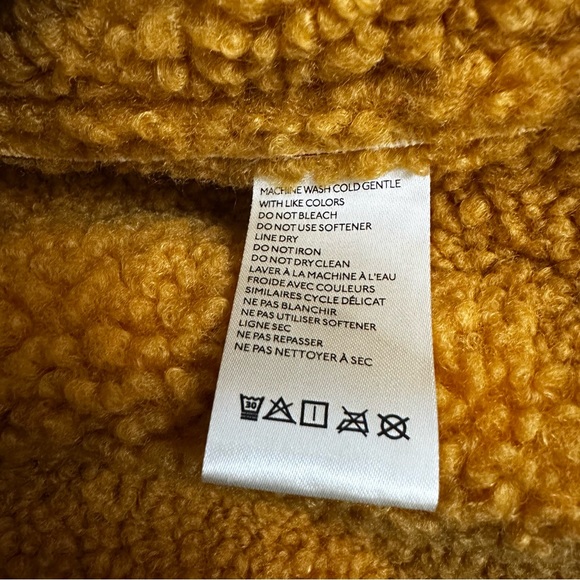 MACHINE WASH COLD GENTLE
WITH LIKE COLORS
DO NOT BLEACH
DO NOT USE SOFTENER
LINE DRY
DO NOT IRON
DO NOT DRY CLEAN
LAVER À LA MACHINE À L'EAU
FROIDE AVEC COULEURS
SIMILAIRES CYCLE DÉLICAT
NE PAS BLANCHIR
NE PAS UTILISER SOFTENER
LIGNE SEC
NE PAS REPASSER
NE PAS NETTOYER À SEC
30